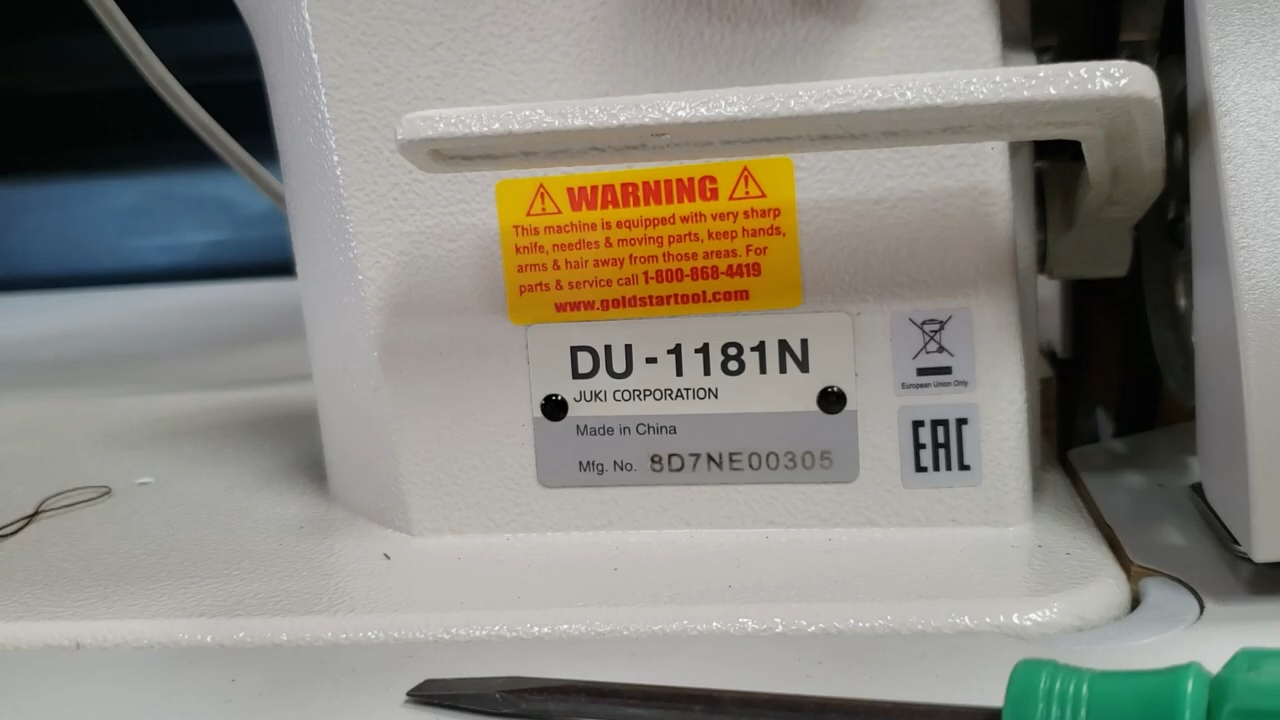 WARNING
This machine is equipped with very sharp
knife, needles & moving parts, keep hands,
arms & hair away from those areas. For
parts & service call 1-800-868-4419
www.goldstartool.com
DU-1181N
JUKI CORPORATION
Made in China
Mfg. No. 8D7NE00305
European Union Only
EAC